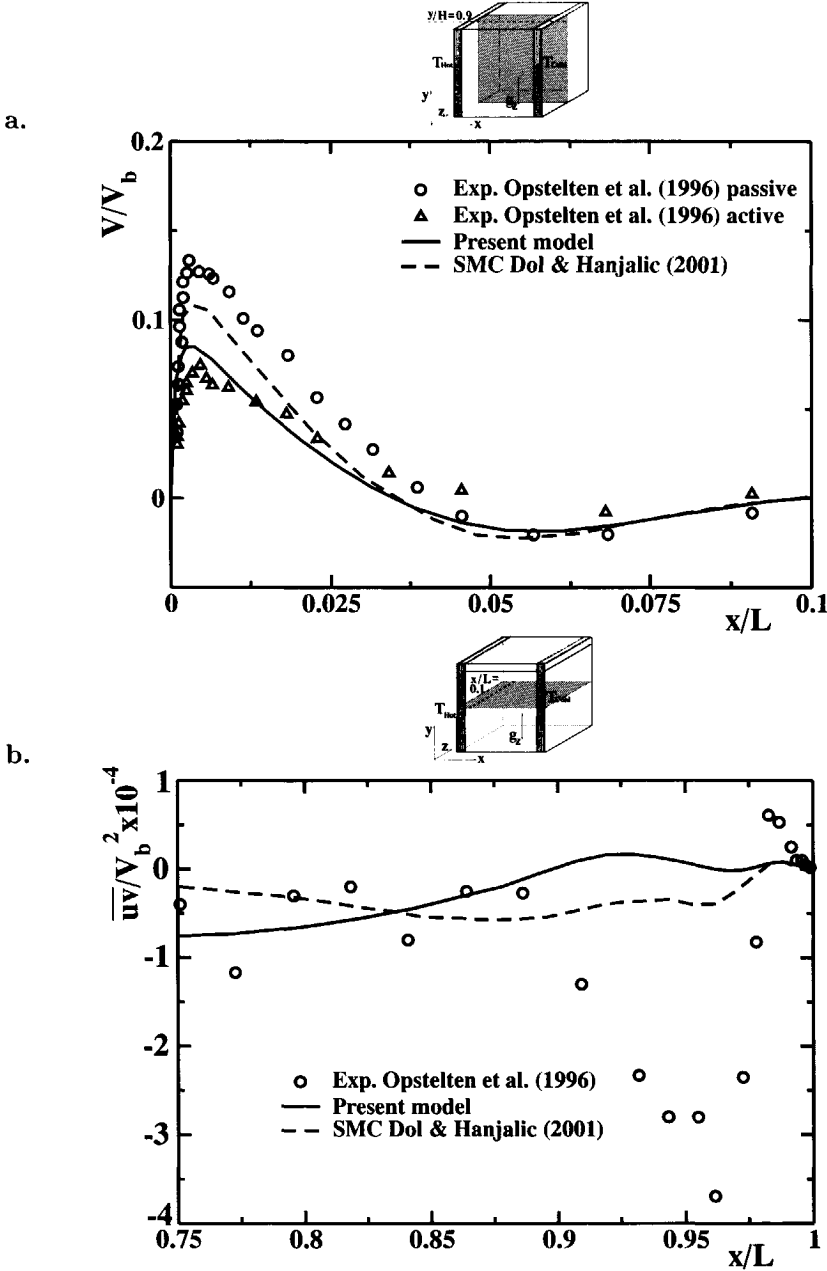 a.
y/H=0.9
T_Hot
T_Cold
y
g_z
z
x
V/V_b
0.2
0.1
0
Exp. Opstelten et al. (1996) passive
Exp. Opstelten et al. (1996) active
Present model
SMC Dol & Hanjalic (2001)
0 0.025 0.05 0.075 0.1
x/L
b.
x/L=
0.1
T_Hot
T_Cold
y
g_z
z
x
uv/V_b^2 x10^-4
1
0
-1
-2
-3
-4
Exp. Opstelten et al. (1996)
Present model
SMC Dol & Hanjalic (2001)
0.75 0.8 0.85 0.9 0.95 1
x/L